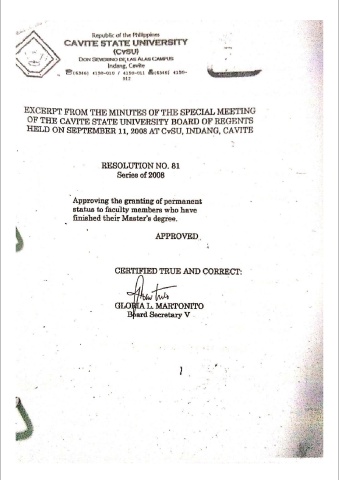 Republic of the Philippines
CAVITE STATE UNIVERSITY
(CvSU)
DON SEVERINO DE LAS ALAS CAMPUS
Indang, Cavite
(6346) 4150-010 / 4150-011 (6346) 4150-
012
EXCERPT FROM THE MINUTES OF THE SPECIAL MEETING
OF THE CAVITE STATE UNIVERSITY BOARD OF REGENTS
HELD ON SEPTEMBER 11, 2008 AT CvSU, INDANG, CAVITE
RESOLUTION NO. 81
Series of 2008
Approving the granting of permanent
status to faculty members who have
finished their Master's degree.
APPROVED.
CERTIFIED TRUE AND CORRECT:
GLORIA L. MARTONITO
Board Secretary V